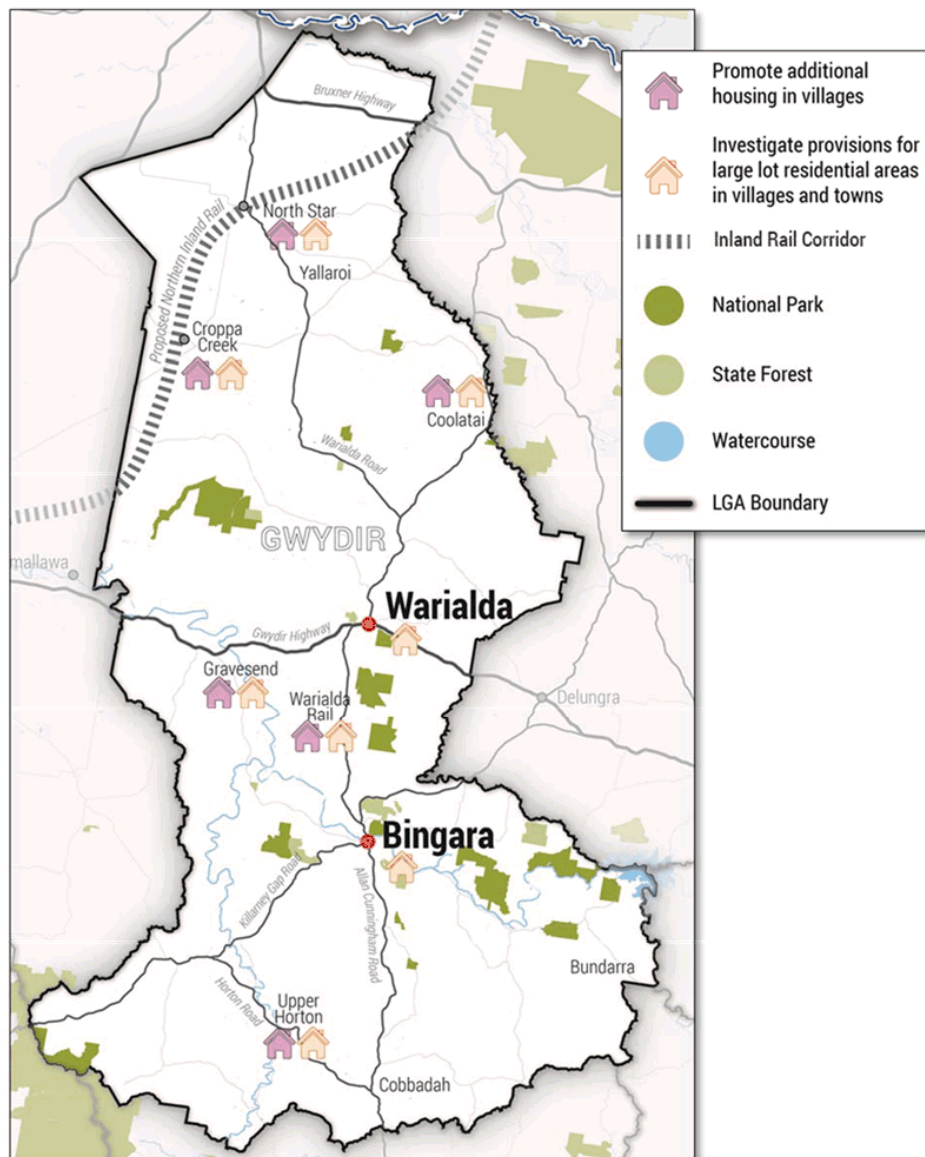 Bruxner Highway
Proposed Northern Inland Rail
North Star
Yallaroi
Croppa
Creek
Coolatai
Warialda Road
GWYDIR
mallawa
Warialda
Gwydir Highway
Gravesend
Warialda
Rail
Delungra
Bingara
Killarney Gap Road
Allan Cunningham Road
Bundarra
Horton Road
Upper
Horton
Cobbadah
Promote additional
housing in villages
Investigate provisions for
large lot residential areas
in villages and towns
Inland Rail Corridor
National Park
State Forest
Watercourse
LGA Boundary